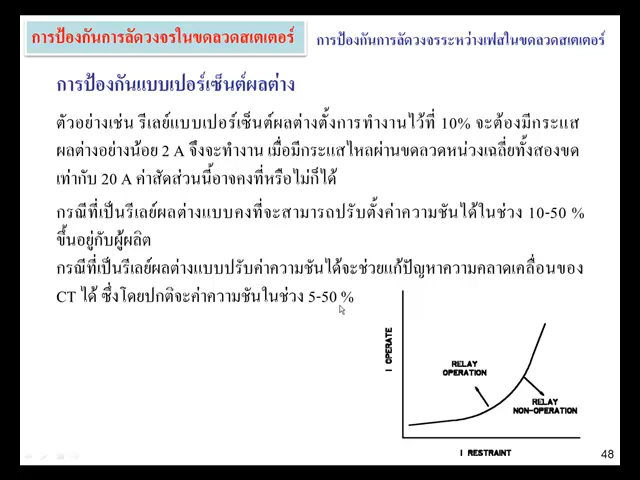 การป้องกันการลัดวงจรในขดลวดสเตเตอร์
การป้องกันการลัดวงจรระหว่างเฟสในขดลวดสเตเตอร์
การป้องกันแบบเปอร์เซ็นต์ผลต่าง
ตัวอย่างเช่น รีเลย์แบบเปอร์เซ็นต์ผลต่างตั้งการทำงานไว้ที่ 10% จะต้องมีกระแส
ผลต่างอย่างน้อย 2 A จึงจะทำงาน เมื่อมีกระแสไหลผ่านขดลวดหน่วงเฉลี่ยทั้งสองขด
เท่ากับ 20 A ค่าสัดส่วนนี้อาจคงที่หรือไม่ก็ได้
กรณีที่เป็นรีเลย์ผลต่างแบบคงที่จะสามารถปรับตั้งค่าความชันได้ในช่วง 10-50 %
ขึ้นอยู่กับผู้ผลิต
กรณีที่เป็นรีเลย์ผลต่างแบบปรับค่าความชันได้จะช่วยแก้ปัญหาความคลาดเคลื่อนของ
CT ได้ ซึ่งโดยปกติจะค่าความชันในช่วง 5-50 %
I OPERATE
RELAY
OPERATION
RELAY
NON-OPERATION
I RESTRAINT
48